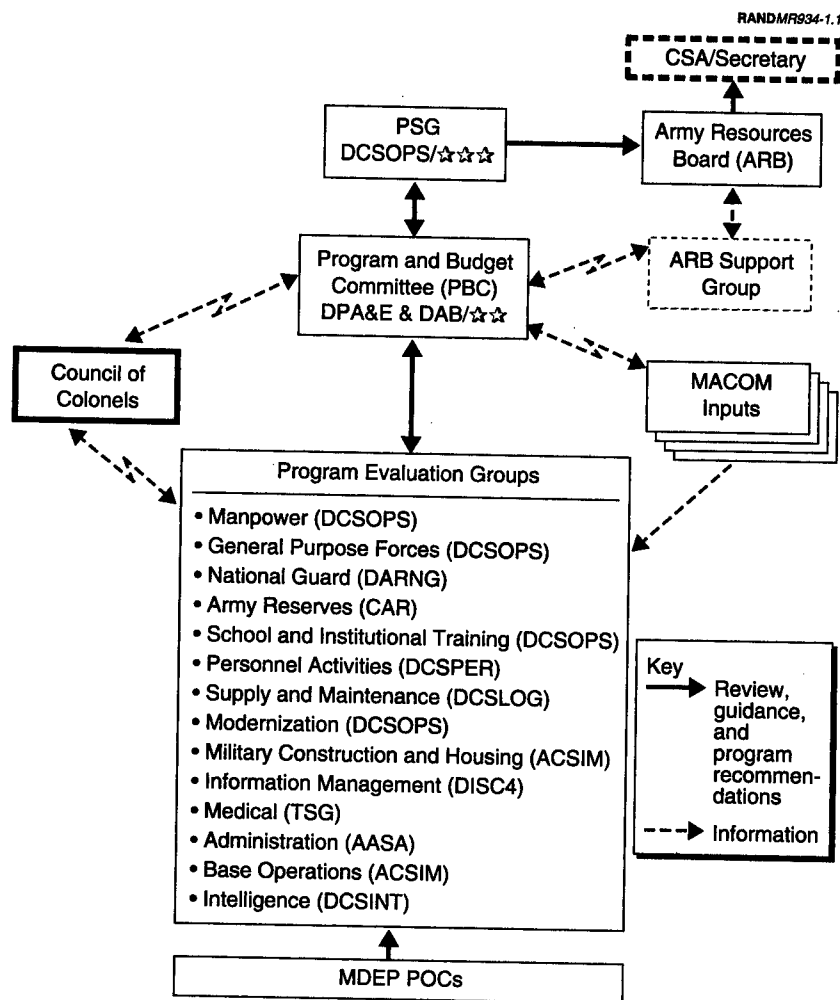 RANDMR934-1.1
CSA/Secretary
PSG
DCSOPS/☆☆☆
Army Resources
Board (ARB)
Program and Budget
Committee (PBC)
DPA&E & DAB/☆☆
ARB Support
Group
Council of
Colonels
MACOM
Inputs
Program Evaluation Groups
• Manpower (DCSOPS)
• General Purpose Forces (DCSOPS)
• National Guard (DARNG)
• Army Reserves (CAR)
• School and Institutional Training (DCSOPS)
• Personnel Activities (DCSPER)
• Supply and Maintenance (DCSLOG)
• Modernization (DCSOPS)
• Military Construction and Housing (ACSIM)
• Information Management (DISC4)
• Medical (TSG)
• Administration (AASA)
• Base Operations (ACSIM)
• Intelligence (DCSINT)
Key
Review,
guidance,
and
program
recommen-
dations
Information
MDEP POCs